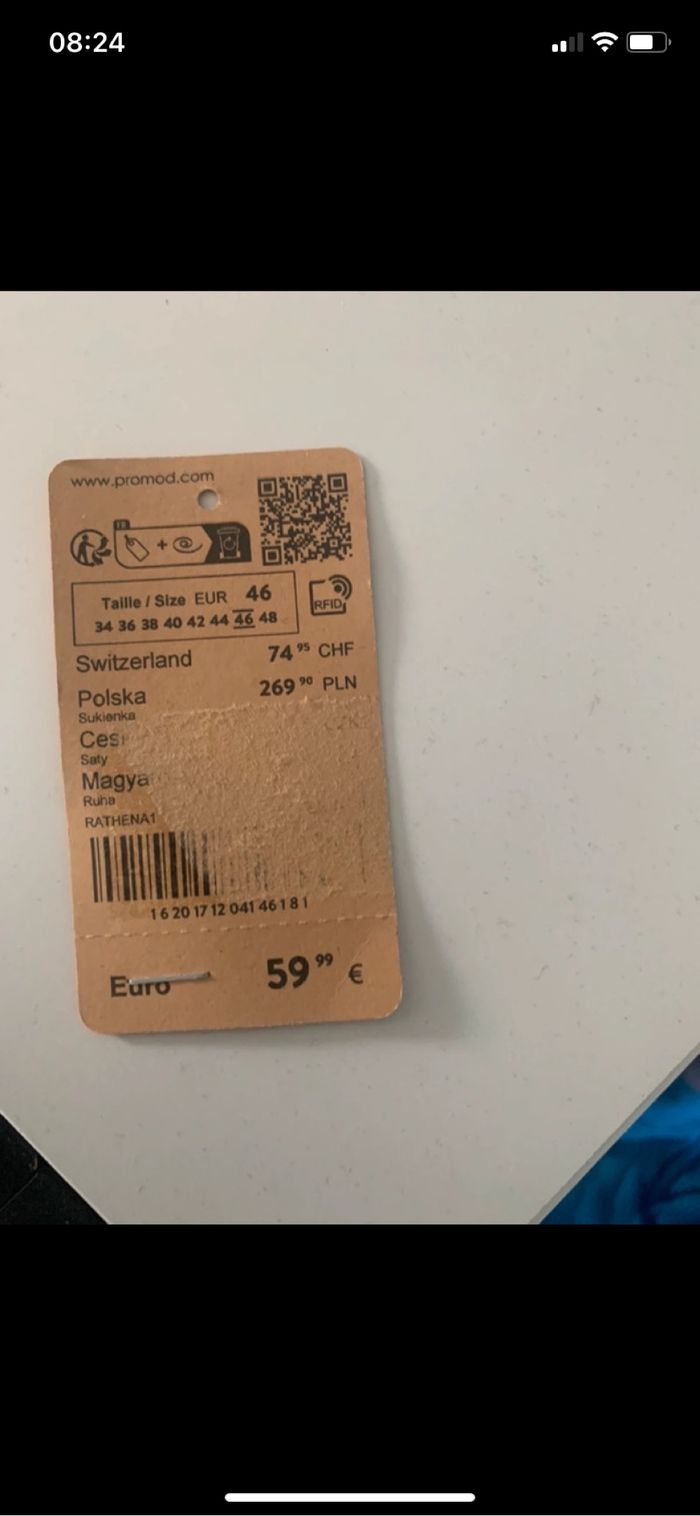 08:24
www.promod.com
FR
+ @
Taille / Size EUR 46
34 36 38 40 42 44 46 48
RFID
Switzerland 74 95 CHF
Polska 269 90 PLN
Sukienka
Saty
Ruha
RATHENA1
1 6 20 17 12 041 46 18 1
Euro 59 99 €